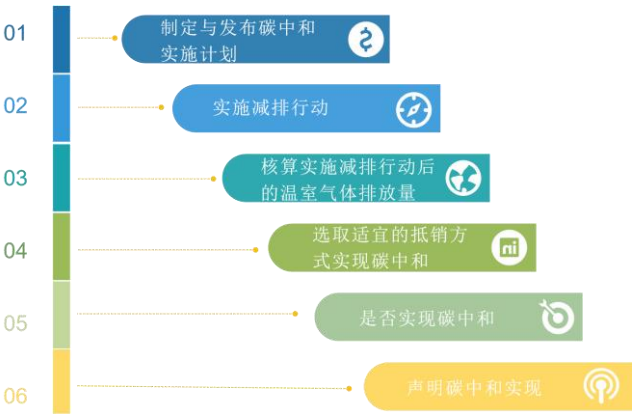 01
制定与发布碳中和
实施计划
02
实施减排行动
03
核算实施减排行动后
的温室气体排放量
04
选取适宜的抵销方
式实现碳中和
05
是否实现碳中和
06
声明碳中和实现